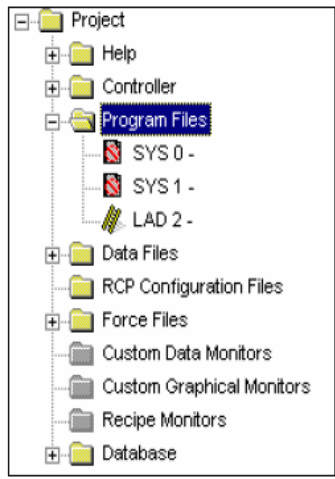 Project
Help
Controller
Program Files
SYS 0 -
SYS 1 -
LAD 2 -
Data Files
RCP Configuration Files
Force Files
Custom Data Monitors
Custom Graphical Monitors
Recipe Monitors
Database